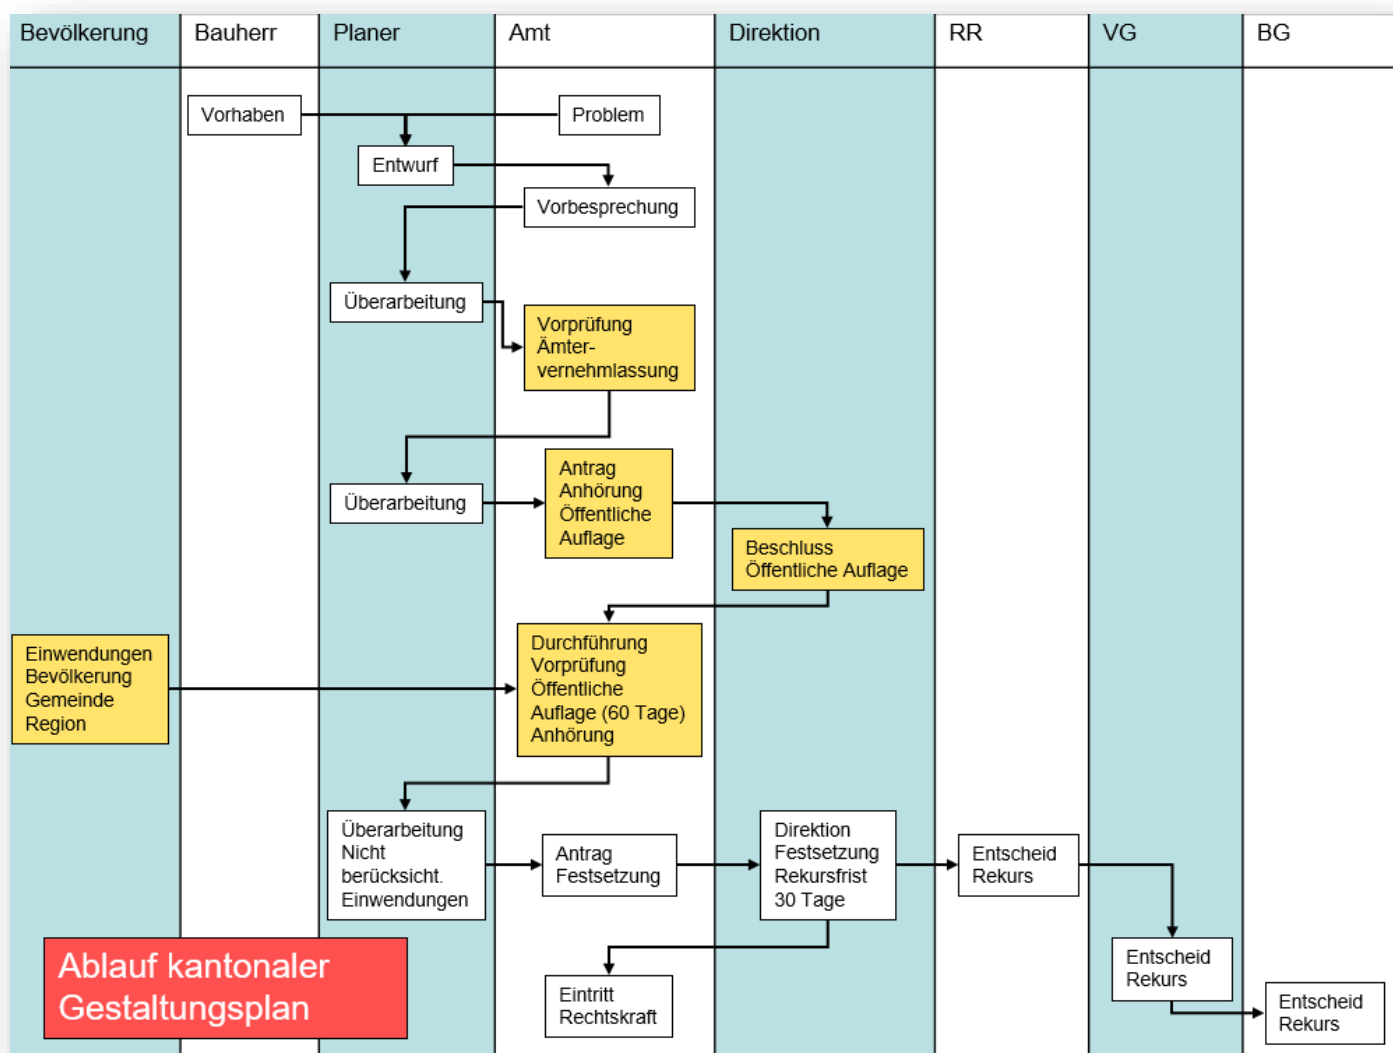 Bevölkerung
Bauherr
Planer
Amt
Direktion
RR
VG
BG
Vorhaben
Problem
Entwurf
Vorbesprechung
Überarbeitung
Vorprüfung
Ämter-
vernehmlassung
Überarbeitung
Antrag
Anhörung
Öffentliche
Auflage
Beschluss
Öffentliche Auflage
Einwendungen
Bevölkerung
Gemeinde
Region
Durchführung
Vorprüfung
Öffentliche
Auflage (60 Tage)
Anhörung
Überarbeitung
Nicht
berücksicht.
Einwendungen
Antrag
Festsetzung
Direktion
Festsetzung
Rekursfrist
30 Tage
Entscheid
Rekurs
Entscheid
Rekurs
Entscheid
Rekurs
Eintritt
Rechtskraft
Ablauf kantonaler
Gestaltungsplan